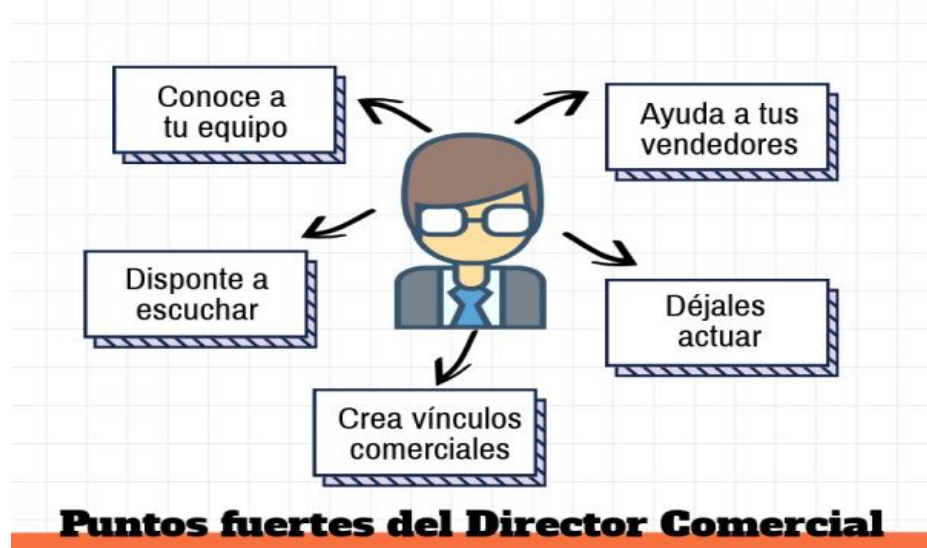 Conoce a
tu equipo
Ayuda a tus
vendedores
Disponte a
escuchar
Déjales
actuar
Crea vínculos
comerciales
Puntos fuertes del Director Comercial